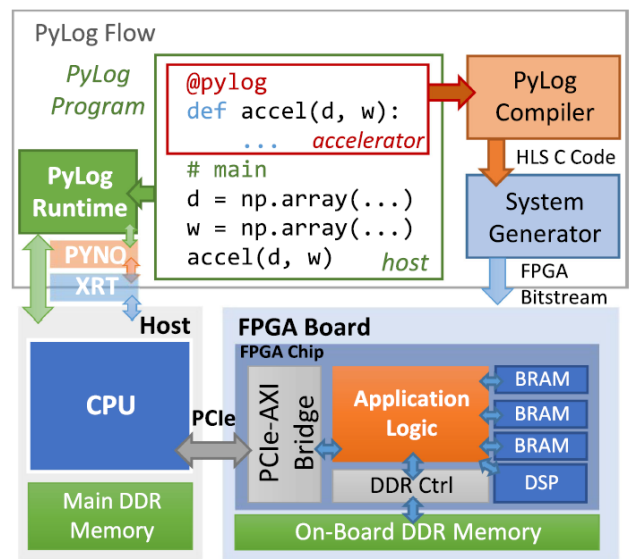 PyLog Flow
PyLog
Program
@pylog
def accel(d, w):
...
accelerator
# main
d = np.array(...)
w = np.array(...)
accel(d, w)
host
PyLog
Compiler
HLS C Code
System
Generator
FPGA
Bitstream
PyLog
Runtime
PYNQ
XRT
Host
CPU
Main DDR
Memory
PCIe
FPGA Board
FPGA Chip
PCIe-AXI
Bridge
Application
Logic
DDR Ctrl
BRAM
BRAM
BRAM
DSP
On-Board DDR Memory